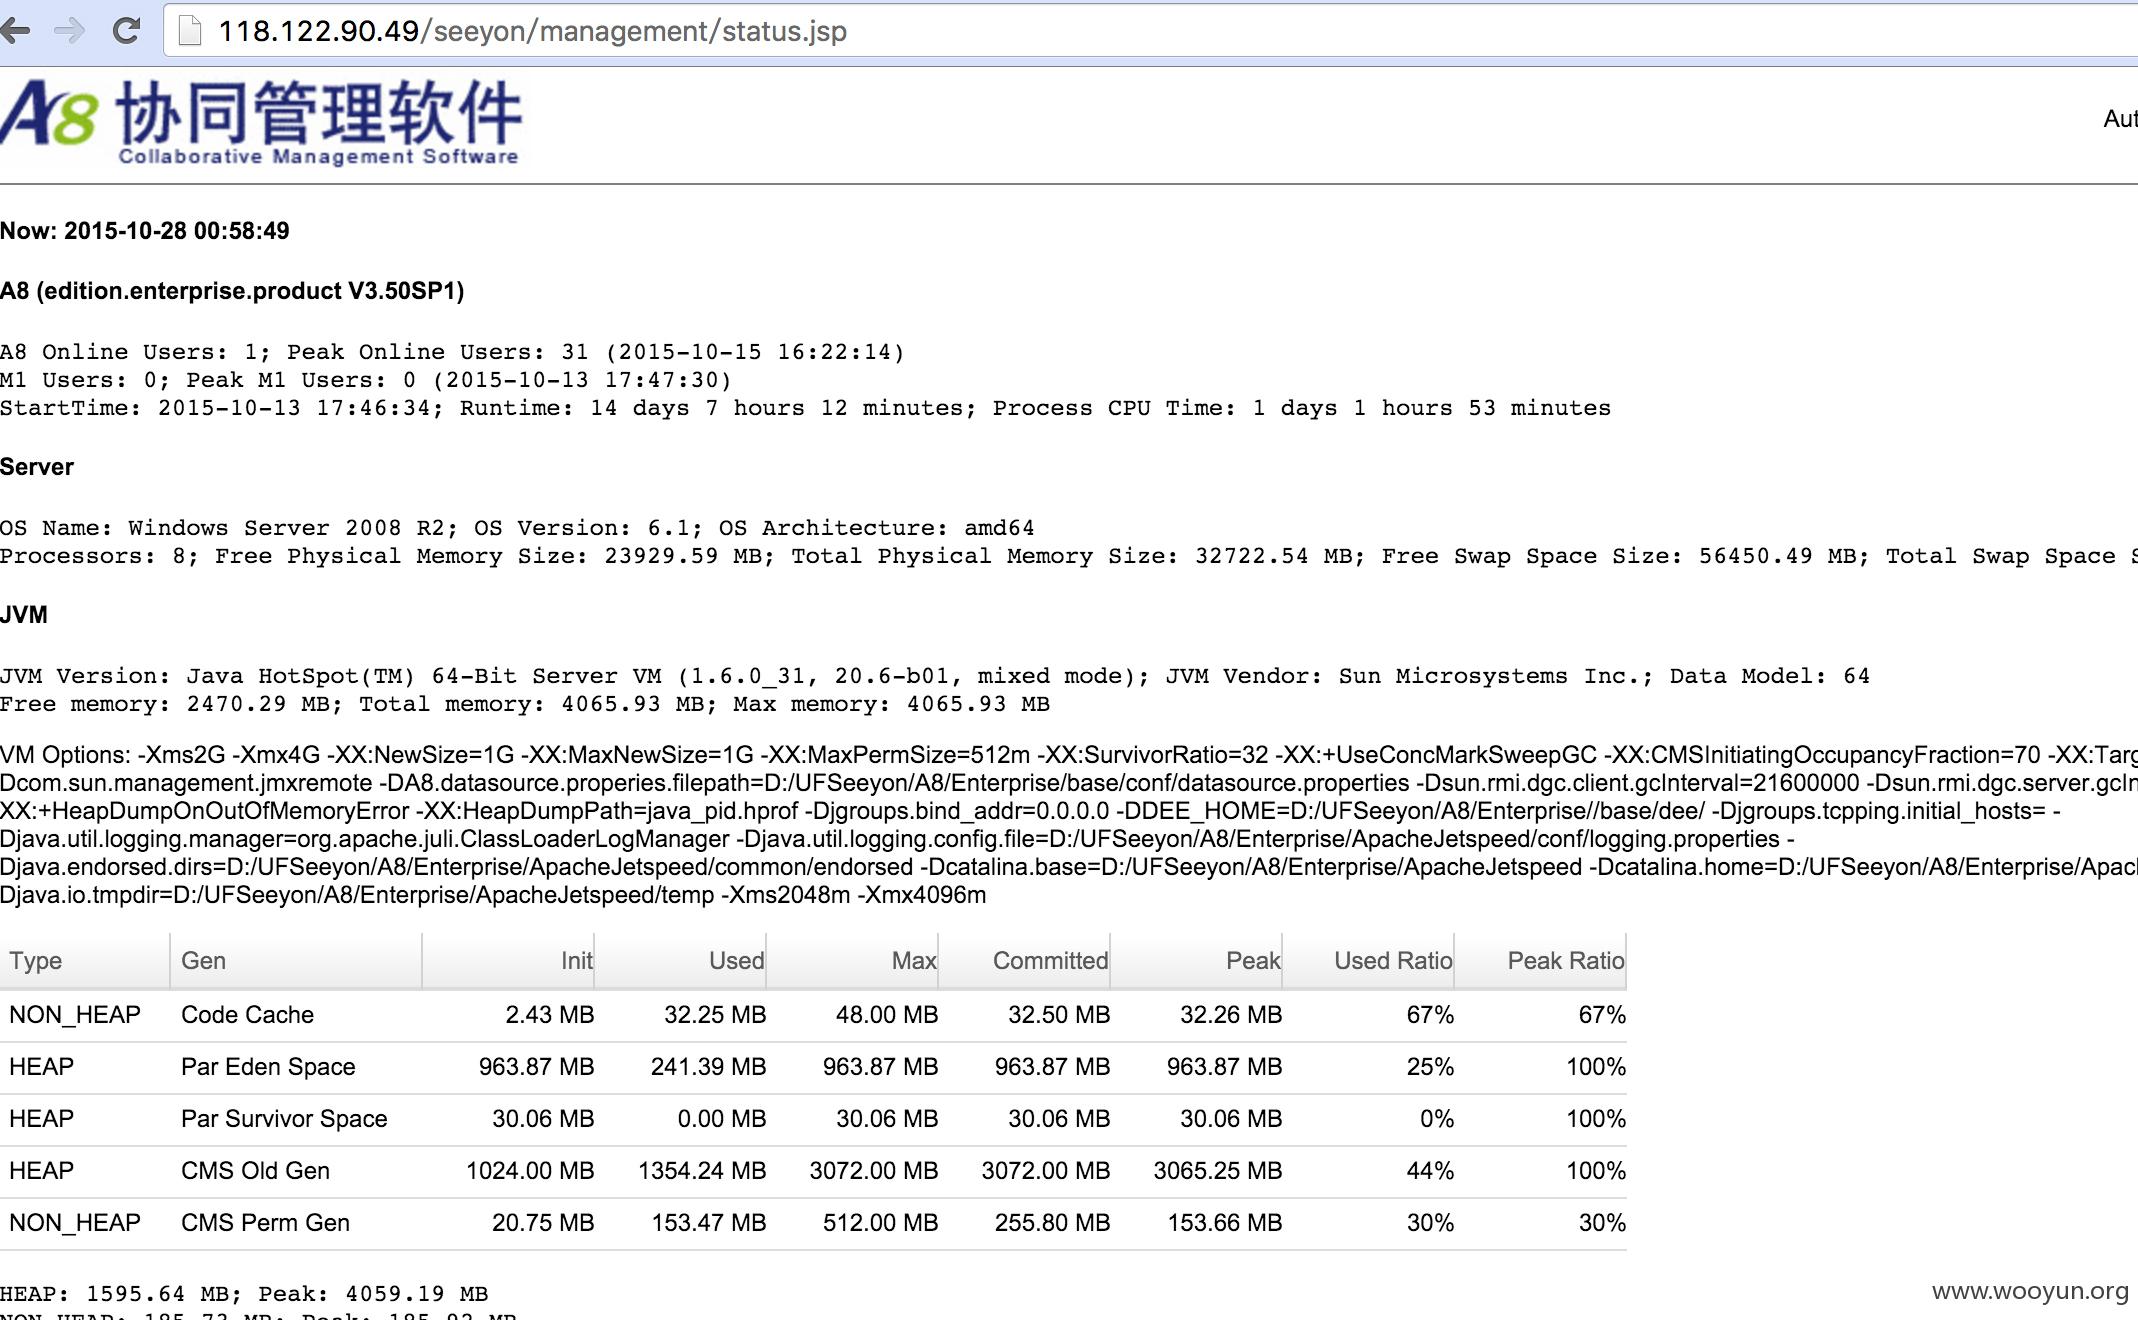 118.122.90.49/seeyon/management/status.jsp
A8 协同管理软件
Collaborative Management Software
Now: 2015-10-28 00:58:49
A8 (edition.enterprise.product V3.50SP1)
A8 Online Users: 1; Peak Online Users: 31 (2015-10-15 16:22:14)
M1 Users: 0; Peak M1 Users: 0 (2015-10-13 17:47:30)
StartTime: 2015-10-13 17:46:34; Runtime: 14 days 7 hours 12 minutes; Process CPU Time: 1 days 1 hours 53 minutes
Server
OS Name: Windows Server 2008 R2; OS Version: 6.1; OS Architecture: amd64
Processors: 8; Free Physical Memory Size: 23929.59 MB; Total Physical Memory Size: 32722.54 MB; Free Swap Space Size: 56450.49 MB; Total Swap Space
JVM
JVM Version: Java HotSpot(TM) 64-Bit Server VM (1.6.0_31, 20.6-b01, mixed mode); JVM Vendor: Sun Microsystems Inc.; Data Model: 64
Free memory: 2470.29 MB; Total memory: 4065.93 MB; Max memory: 4065.93 MB
VM Options: -Xms2G -Xmx4G -XX:NewSize=1G -XX:MaxNewSize=1G -XX:MaxPermSize=512m -XX:SurvivorRatio=32 -XX:+UseConcMarkSweepGC -XX:CMSInitiatingOccupancyFraction=70 -XX:Targ
Dcom.sun.management.jmxremote -DA8.datasource.properies.filepath=D:/UFSeeyon/A8/Enterprise/base/conf/datasource.properties -Dsun.rmi.dgc.client.gcInterval=21600000 -Dsun.rmi.dgc.server.gcIn
XX:+HeapDumpOnOutOfMemoryError -XX:HeapDumpPath=java_pid.hprof -Djgroups.bind_addr=0.0.0.0 -DDEE_HOME=D:/UFSeeyon/A8/Enterprise//base/dee/ -Djgroups.tcpping.initial_hosts= -
Djava.util.logging.manager=org.apache.juli.ClassLoaderLogManager -Djava.util.logging.config.file=D:/UFSeeyon/A8/Enterprise/ApacheJetspeed/conf/logging.properties -
Djava.endorsed.dirs=D:/UFSeeyon/A8/Enterprise/ApacheJetspeed/common/endorsed -Dcatalina.base=D:/UFSeeyon/A8/Enterprise/ApacheJetspeed -Dcatalina.home=D:/UFSeeyon/A8/Enterprise/Apac
Djava.io.tmpdir=D:/UFSeeyon/A8/Enterprise/ApacheJetspeed/temp -Xms2048m -Xmx4096m
Type Gen Init Used Max Committed Peak Used Ratio Peak Ratio
NON_HEAP Code Cache 2.43 MB 32.25 MB 48.00 MB 32.50 MB 32.26 MB 67% 67%
HEAP Par Eden Space 963.87 MB 241.39 MB 963.87 MB 963.87 MB 963.87 MB 25% 100%
HEAP Par Survivor Space 30.06 MB 0.00 MB 30.06 MB 30.06 MB 30.06 MB 0% 100%
HEAP CMS Old Gen 1024.00 MB 1354.24 MB 3072.00 MB 3072.00 MB 3065.25 MB 44% 100%
NON_HEAP CMS Perm Gen 20.75 MB 153.47 MB 512.00 MB 255.80 MB 153.66 MB 30% 30%
HEAP: 1595.64 MB; Peak: 4059.19 MB
www.wooyun.org